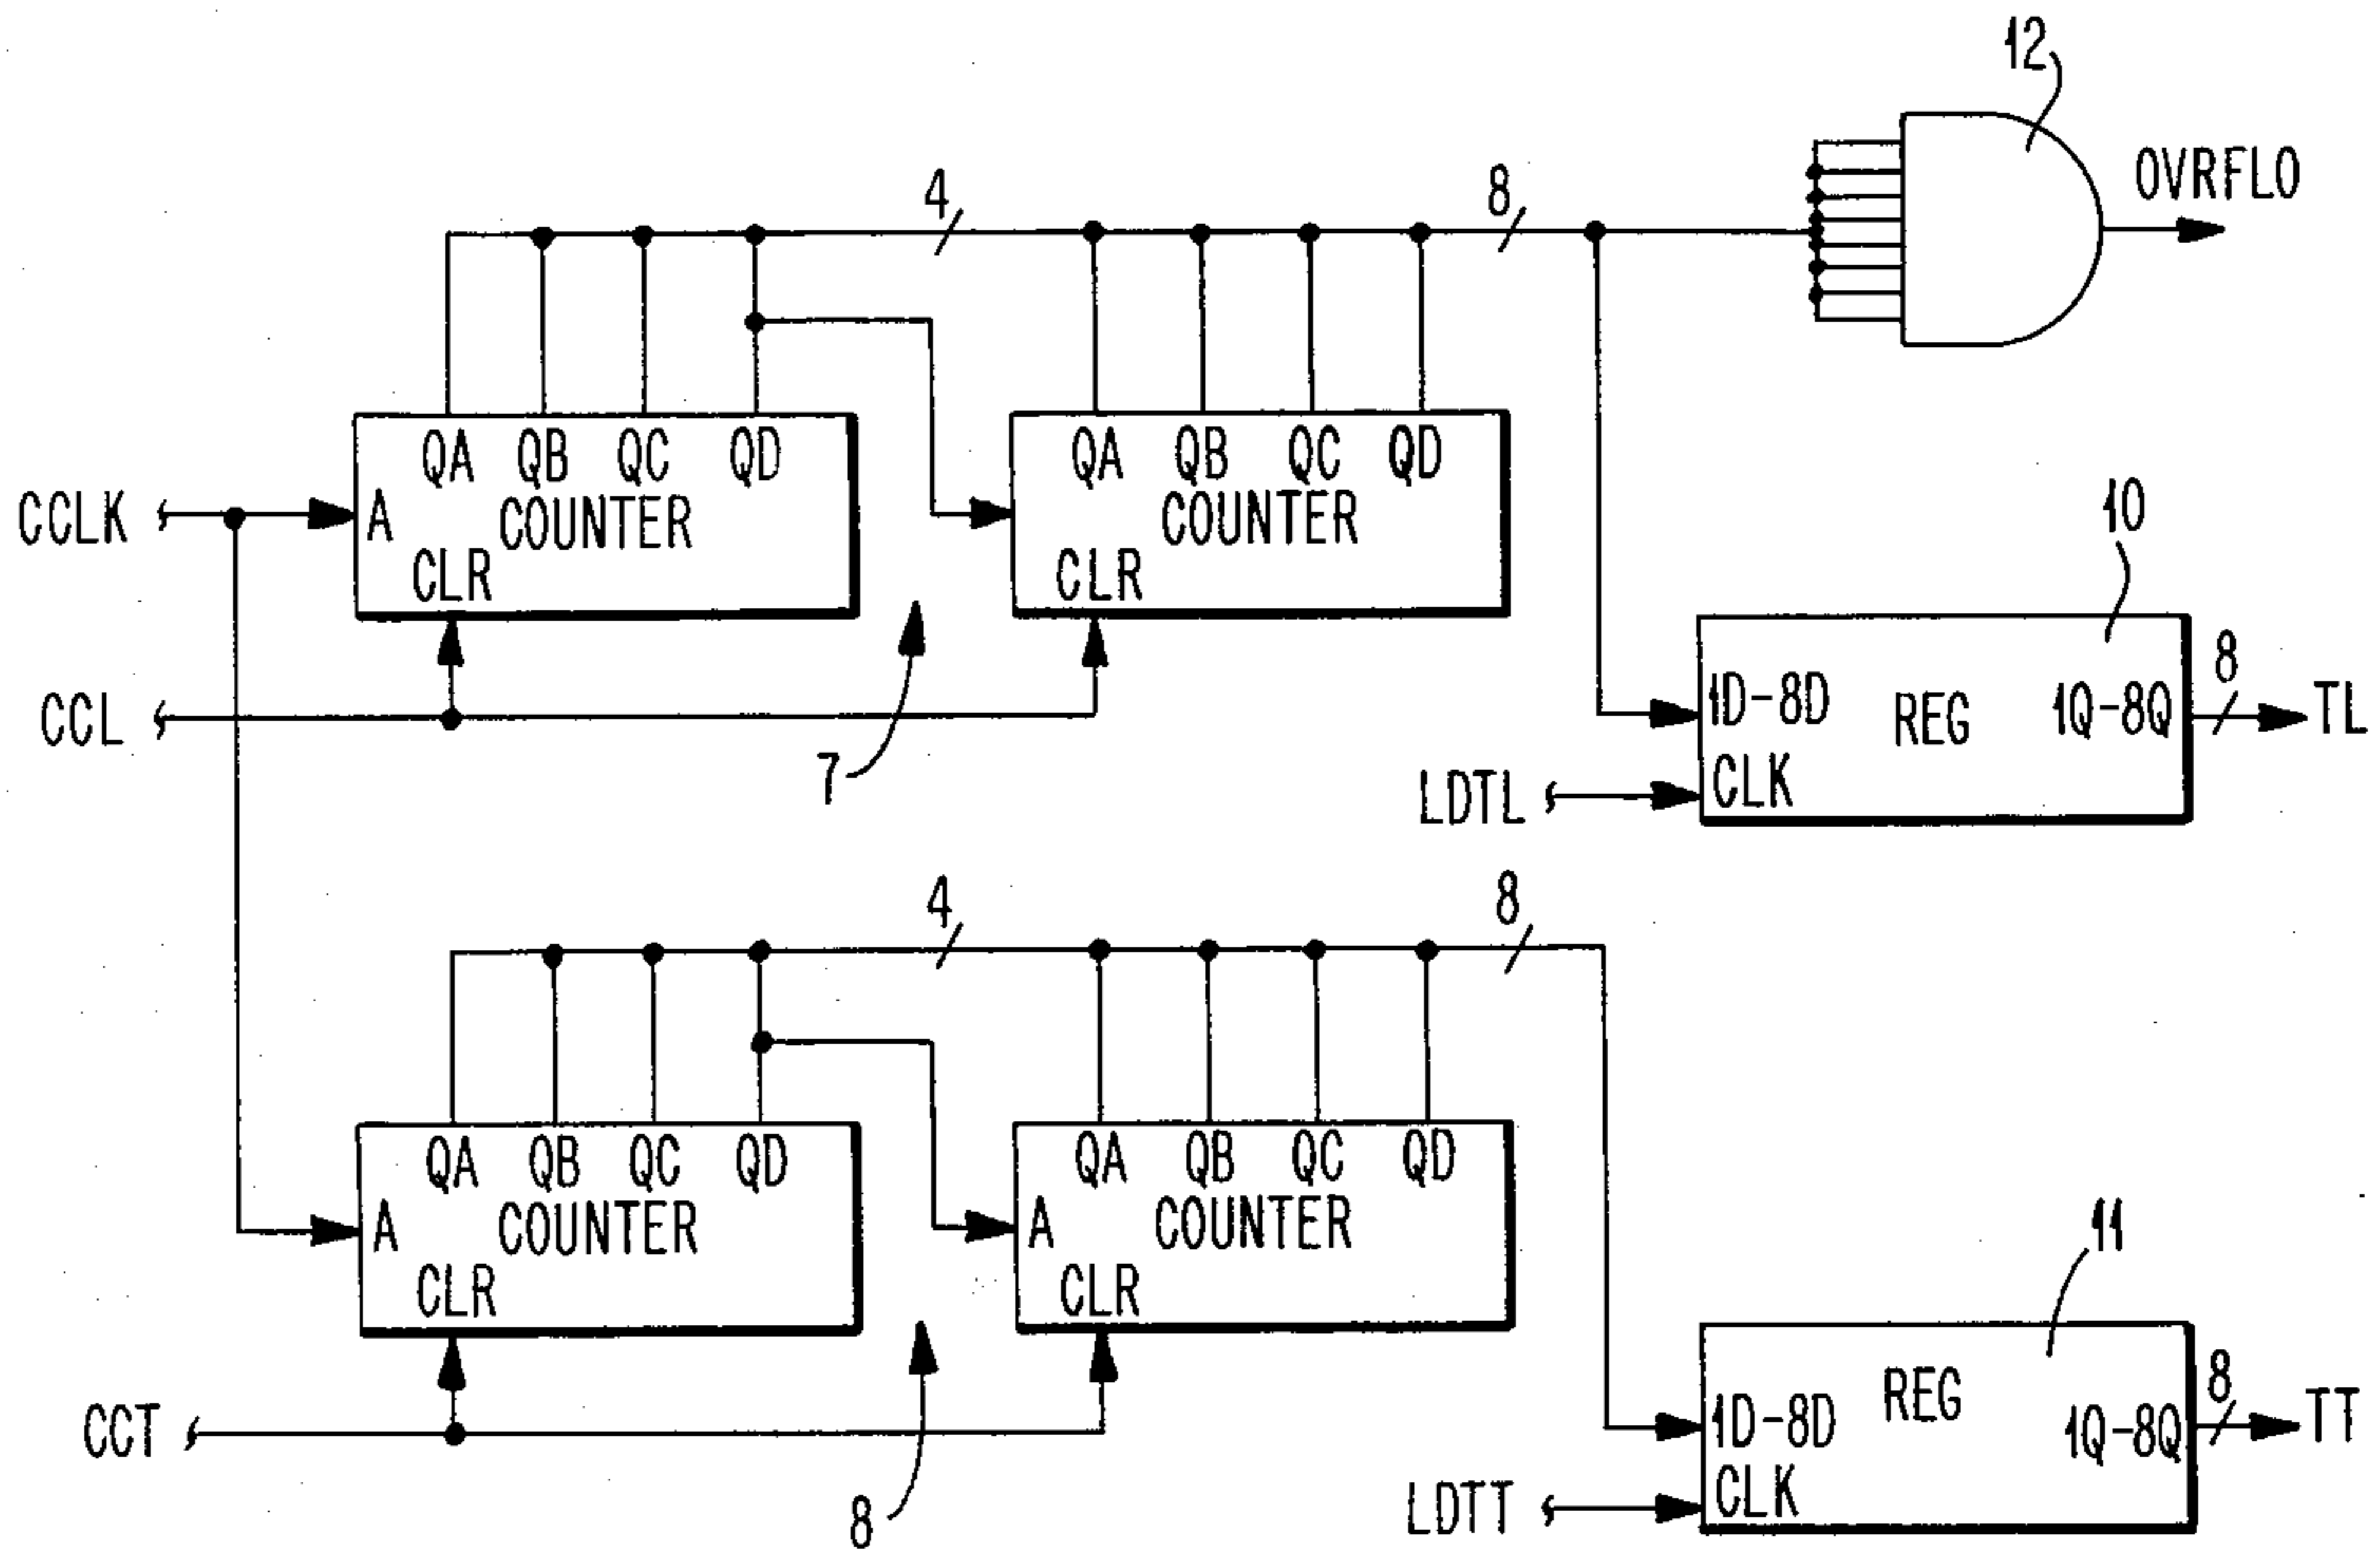 12
OVRFLO
4
8
QA QB QC QD
QA QB QC QD
CCLK
A
COUNTER
COUNTER
CLR
CLR
10
8
1D-8D
REG
1Q-8Q
TL
CCL
7
LDTL
CLK
4
8
QA QB QC QD
QA QB QC QD
A
COUNTER
A
COUNTER
CLR
CLR
11
REG
8
1D-8D
1Q-8Q
TT
CCT
8
LDTT
CLK